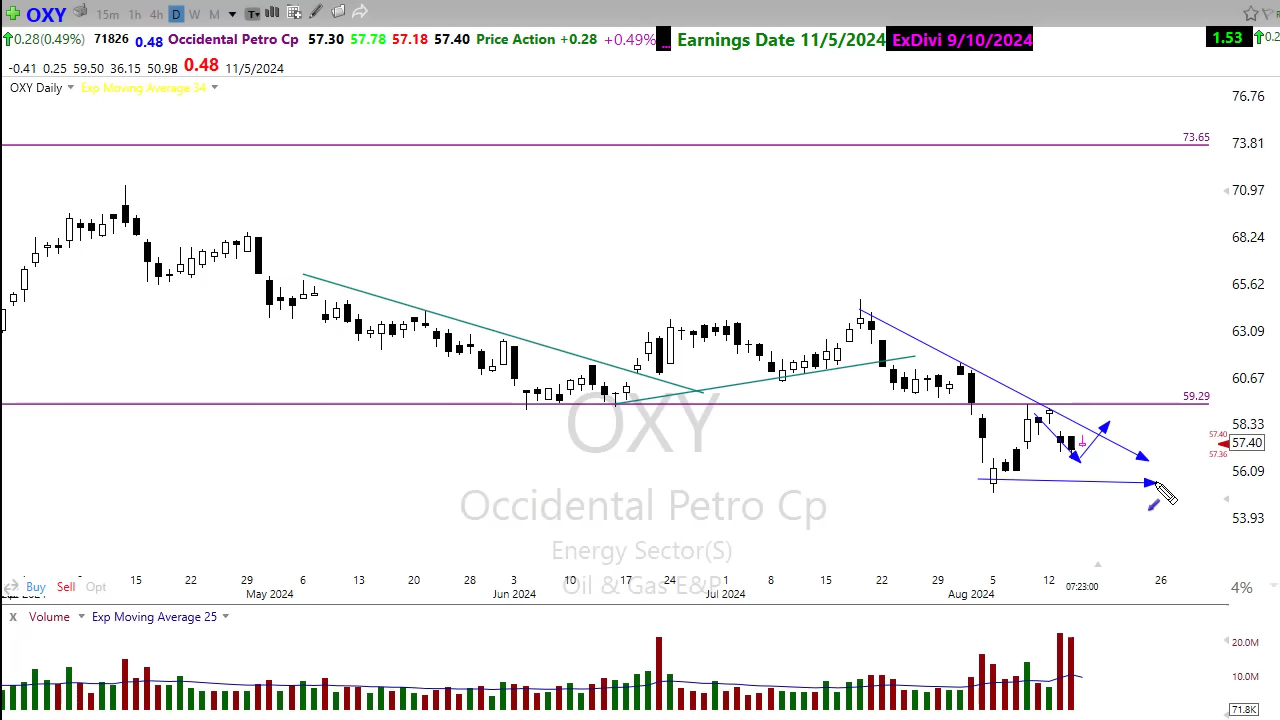 OXY 15m 1h 4h D W M T
0.28(0.49%) 71826 0.48 Occidental Petro Cp 57.30 57.78 57.18 57.40 Price Action +0.28 +0.49% ... Earnings Date 11/5/2024 ExDivi 9/10/2024 1.53 0.2
-0.41 0.25 59.50 36.15 50.9B 0.48 11/5/2024
OXY Daily Exp Moving Average 34
76.76
73.65
73.81
70.97
68.24
65.62
63.09
60.67
59.29
58.33
57.40
57.40
57.36
56.09
53.93
OXY
Occidental Petro Cp
Energy Sector(S)
Oil & Gas E&P
Buy Sell Opt
15 22 29 6 13 20 28 3 10 17 24 1 8 15 22 29 5 12 07:23:00 26
May 2024 Jun 2024 Jul 2024 Aug 2024
4%
x Volume Exp Moving Average 25
20.0M
10.0M
71.8K